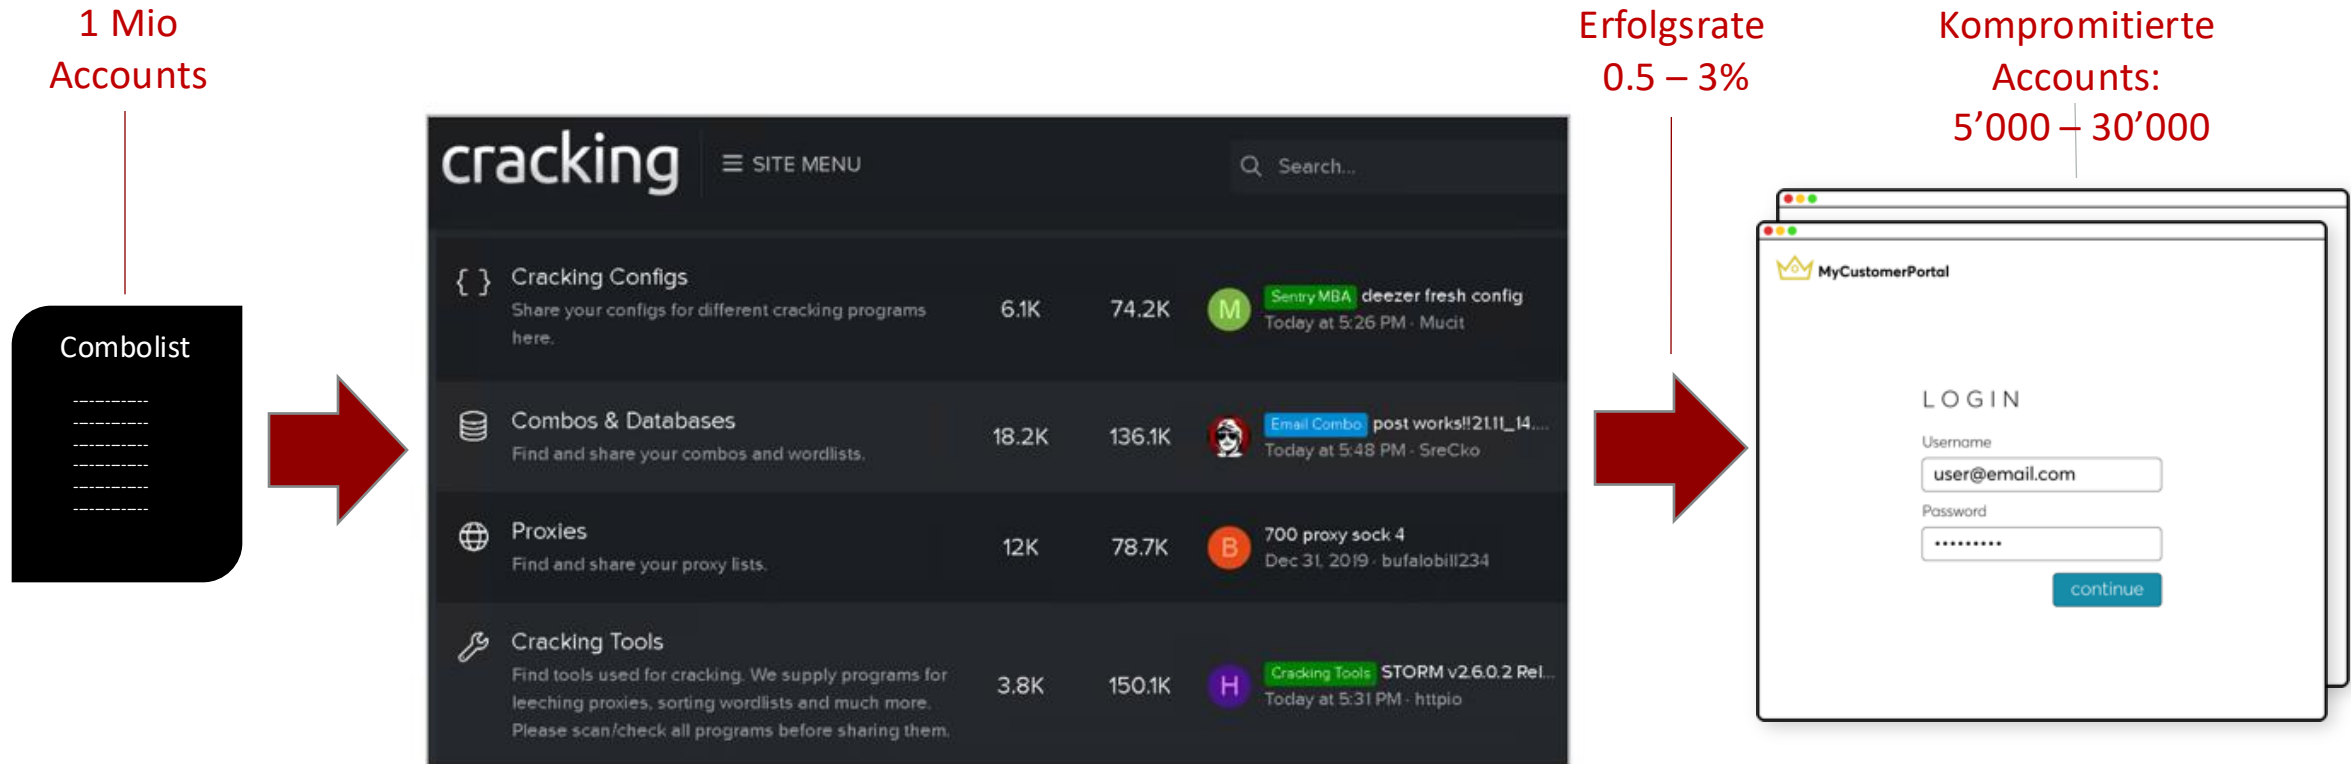 1 Mio
Accounts
Combolist
cracking
SITE MENU
Search...
Cracking Configs
Share your configs for different cracking programs
here.
6.1K
74.2K
M
Sentry MBA deezer fresh config
Today at 5:26 PM · Mucit
Combos & Databases
Find and share your combos and wordlists.
18.2K
136.1K
Email Combo post works!!21.11_14....
Today at 5:48 PM · SreCko
Proxies
Find and share your proxy lists.
12K
78.7K
B
700 proxy sock 4
Dec 31, 2019 · bufalobill234
Cracking Tools
Find tools used for cracking. We supply programs for
leeching proxies, sorting wordlists and much more.
Please scan/check all programs before sharing them.
3.8K
150.1K
H
Cracking Tools STORM v2.6.0.2 Rel...
Today at 5:31 PM · httpio
Erfolgsrate
0.5 – 3%
Kompromitierte
Accounts:
5’000 – 30’000
MyCustomerPortal
LOGIN
Username
user@email.com
Password
•••••••••
continue